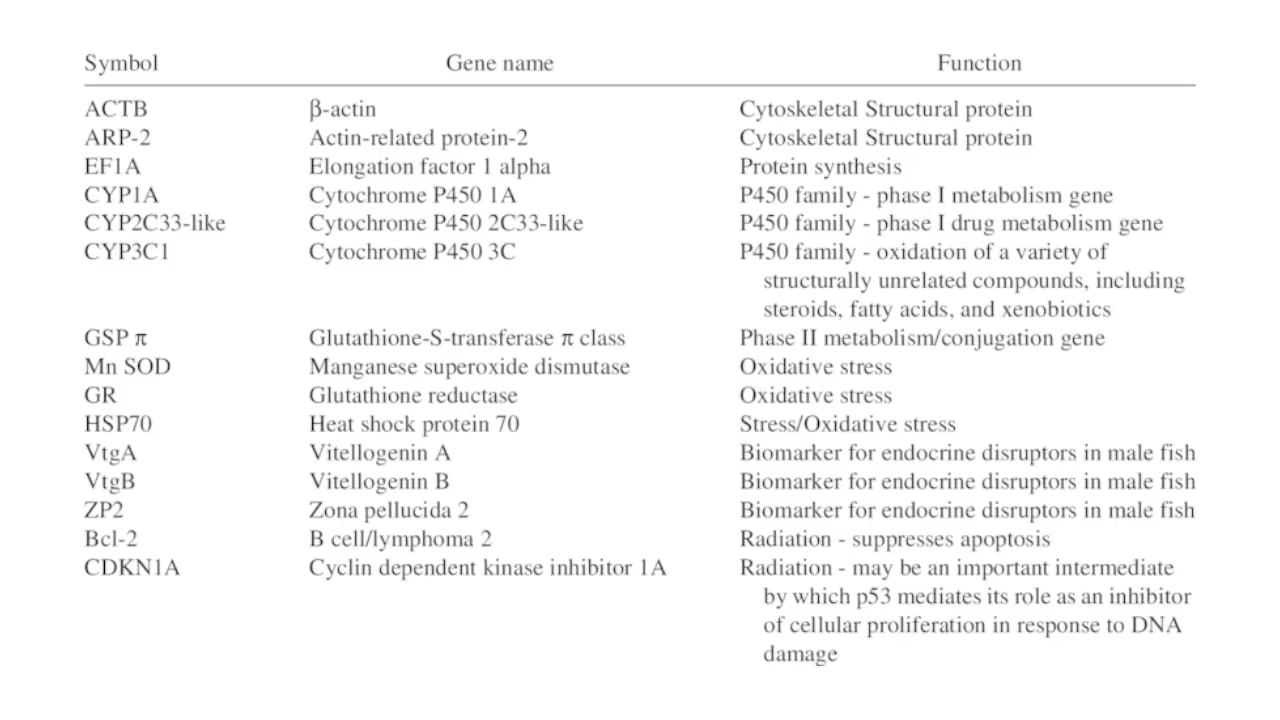 Symbol Gene name Function
ACTB β-actin Cytoskeletal Structural protein
ARP-2 Actin-related protein-2 Cytoskeletal Structural protein
EF1A Elongation factor 1 alpha Protein synthesis
CYP1A Cytochrome P450 1A P450 family - phase I metabolism gene
CYP2C33-like Cytochrome P450 2C33-like P450 family - phase I drug metabolism gene
CYP3C1 Cytochrome P450 3C P450 family - oxidation of a variety of
structurally unrelated compounds, including
steroids, fatty acids, and xenobiotics
GSP π Glutathione-S-transferase π class Phase II metabolism/conjugation gene
Mn SOD Manganese superoxide dismutase Oxidative stress
GR Glutathione reductase Oxidative stress
HSP70 Heat shock protein 70 Stress/Oxidative stress
VtgA Vitellogenin A Biomarker for endocrine disruptors in male fish
VtgB Vitellogenin B Biomarker for endocrine disruptors in male fish
ZP2 Zona pellucida 2 Biomarker for endocrine disruptors in male fish
Bcl-2 B cell/lymphoma 2 Radiation - suppresses apoptosis
CDKN1A Cyclin dependent kinase inhibitor 1A Radiation - may be an important intermediate
by which p53 mediates its role as an inhibitor
of cellular proliferation in response to DNA
damage